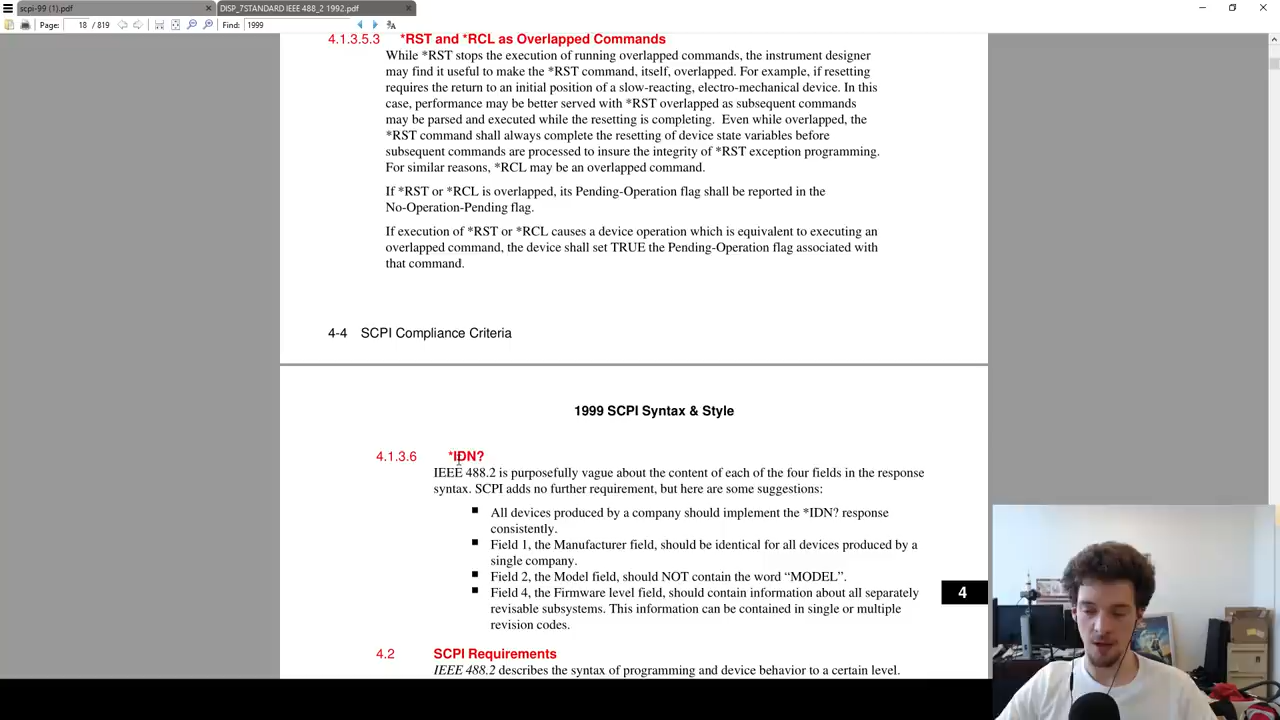 scpi-99 (1).pdf
DISP_7STANDARD IEEE 488_2 1992.pdf
Page: 18 / 819 Find: 1999
4.1.3.5.3 *RST and *RCL as Overlapped Commands
While *RST stops the execution of running overlapped commands, the instrument designer
may find it useful to make the *RST command, itself, overlapped. For example, if resetting
requires the return to an initial position of a slow-reacting, electro-mechanical device. In this
case, performance may be better served with *RST overlapped as subsequent commands
may be parsed and executed while the resetting is completing. Even while overlapped, the
*RST command shall always complete the resetting of device state variables before
subsequent commands are processed to insure the integrity of *RST exception programming.
For similar reasons, *RCL may be an overlapped command.
If *RST or *RCL is overlapped, its Pending-Operation flag shall be reported in the
No-Operation-Pending flag.
If execution of *RST or *RCL causes a device operation which is equivalent to executing an
overlapped command, the device shall set TRUE the Pending-Operation flag associated with
that command.
4-4 SCPI Compliance Criteria
1999 SCPI Syntax & Style
4.1.3.6 *IDN?
IEEE 488.2 is purposefully vague about the content of each of the four fields in the response
syntax. SCPI adds no further requirement, but here are some suggestions:
■ All devices produced by a company should implement the *IDN? response
consistently.
■ Field 1, the Manufacturer field, should be identical for all devices produced by a
single company.
■ Field 2, the Model field, should NOT contain the word “MODEL”.
■ Field 4, the Firmware level field, should contain information about all separately
revisable subsystems. This information can be contained in single or multiple
revision codes.
4
4.2 SCPI Requirements
IEEE 488.2 describes the syntax of programming and device behavior to a certain level.